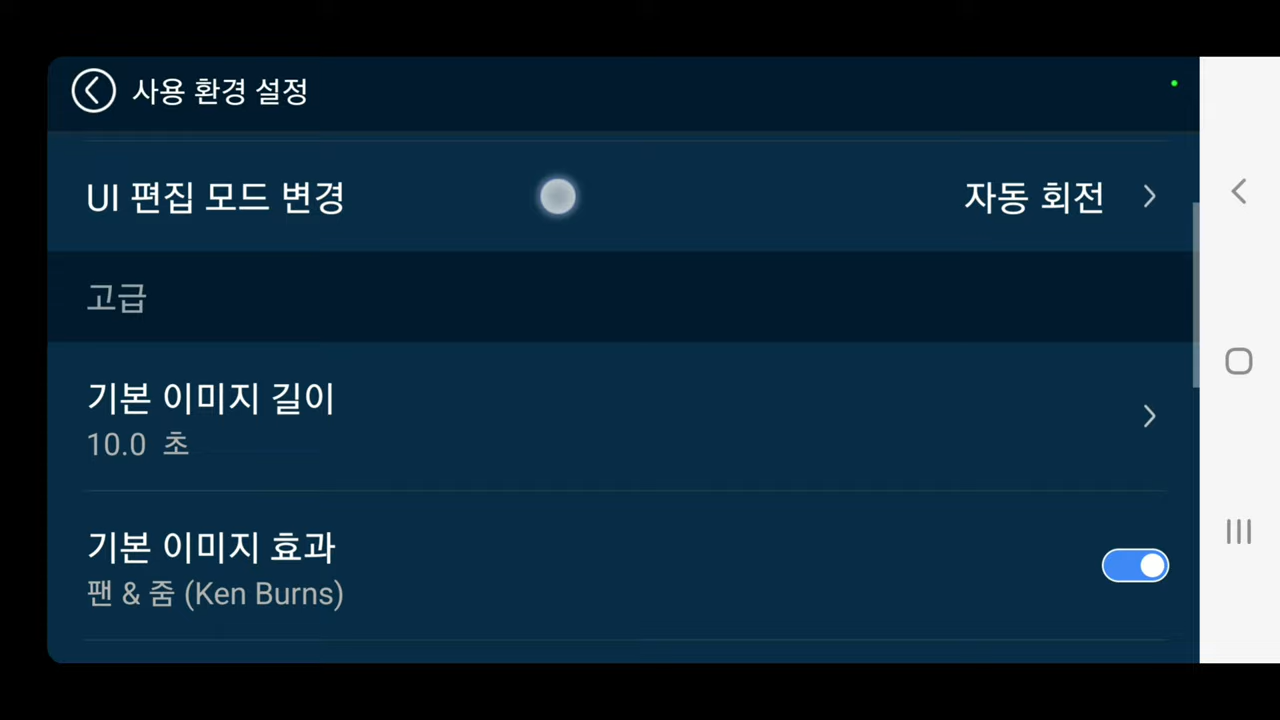 사용 환경 설정
UI 편집 모드 변경
자동 회전
고급
기본 이미지 길이
10.0 초
기본 이미지 효과
팬 & 줌 (Ken Burns)